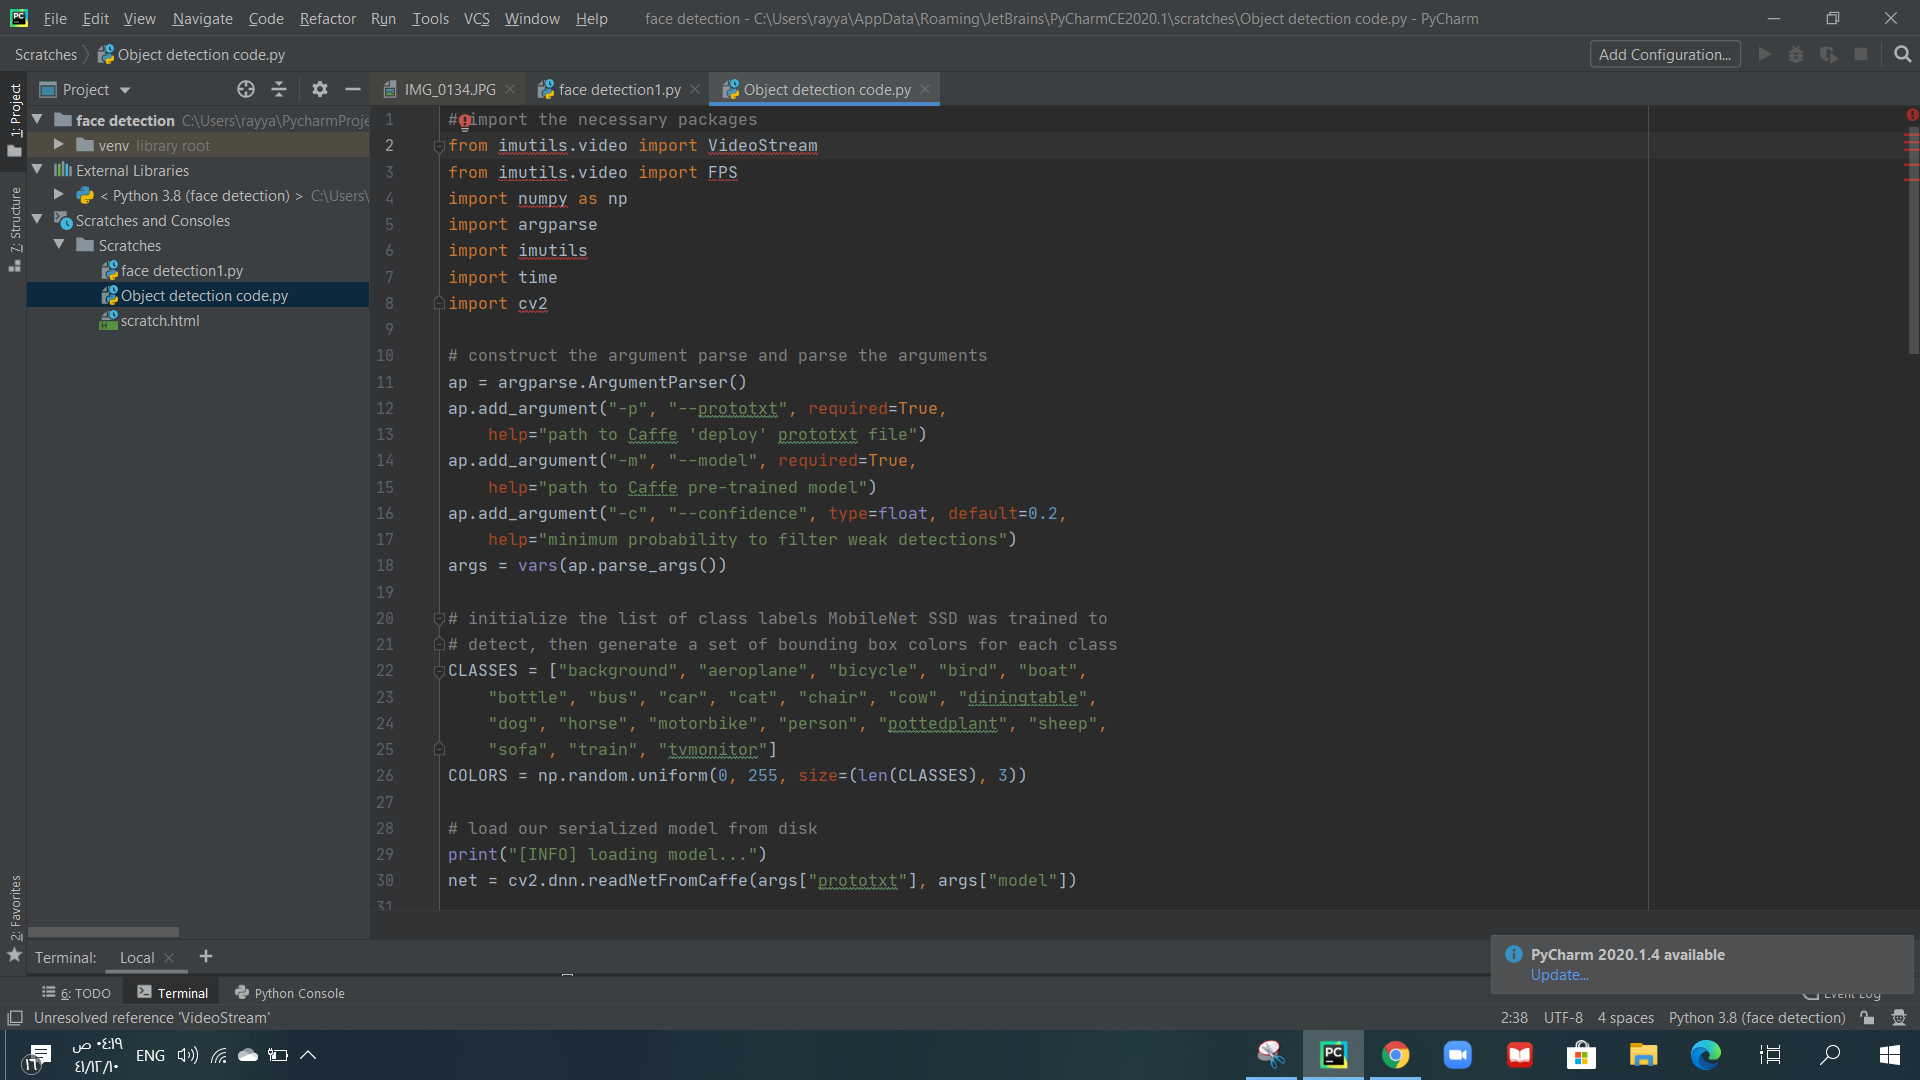 File Edit View Navigate Code Refactor Run Tools VCS Window Help face detection - C:\Users\rayya\AppData\Roaming\JetBrains\PyCharmCE2020.1\scratches\Object detection code.py - PyCharm
Scratches Object detection code.py Add Configuration...
Project IMG_0134.JPG face detection1.py Object detection code.py
1: Project
7: Structure
2: Favorites
face detection C:\Users\rayya\PycharmProje
venv library root
External Libraries
< Python 3.8 (face detection) > C:\Users\
Scratches and Consoles
Scratches
face detection1.py
Object detection code.py
scratch.html
1 # import the necessary packages
2 from imutils.video import VideoStream
3 from imutils.video import FPS
4 import numpy as np
5 import argparse
6 import imutils
7 import time
8 import cv2
9
10 # construct the argument parse and parse the arguments
11 ap = argparse.ArgumentParser()
12 ap.add_argument("-p", "--prototxt", required=True,
13 help="path to Caffe 'deploy' prototxt file")
14 ap.add_argument("-m", "--model", required=True,
15 help="path to Caffe pre-trained model")
16 ap.add_argument("-c", "--confidence", type=float, default=0.2,
17 help="minimum probability to filter weak detections")
18 args = vars(ap.parse_args())
19
20 # initialize the list of class labels MobileNet SSD was trained to
21 # detect, then generate a set of bounding box colors for each class
22 CLASSES = ["background", "aeroplane", "bicycle", "bird", "boat",
23 "bottle", "bus", "car", "cat", "chair", "cow", "diningtable",
24 "dog", "horse", "motorbike", "person", "pottedplant", "sheep",
25 "sofa", "train", "tvmonitor"]
26 COLORS = np.random.uniform(0, 255, size=(len(CLASSES), 3))
27
28 # load our serialized model from disk
29 print("[INFO] loading model...")
30 net = cv2.dnn.readNetFromCaffe(args["prototxt"], args["model"])
31
Terminal: Local +
PyCharm 2020.1.4 available
Update...
6: TODO Terminal Python Console Event Log
Unresolved reference 'VideoStream' 2:38 UTF-8 4 spaces Python 3.8 (face detection)
١٦ ٠٤:١٩ ص ENG
٤١/١٢/١٠